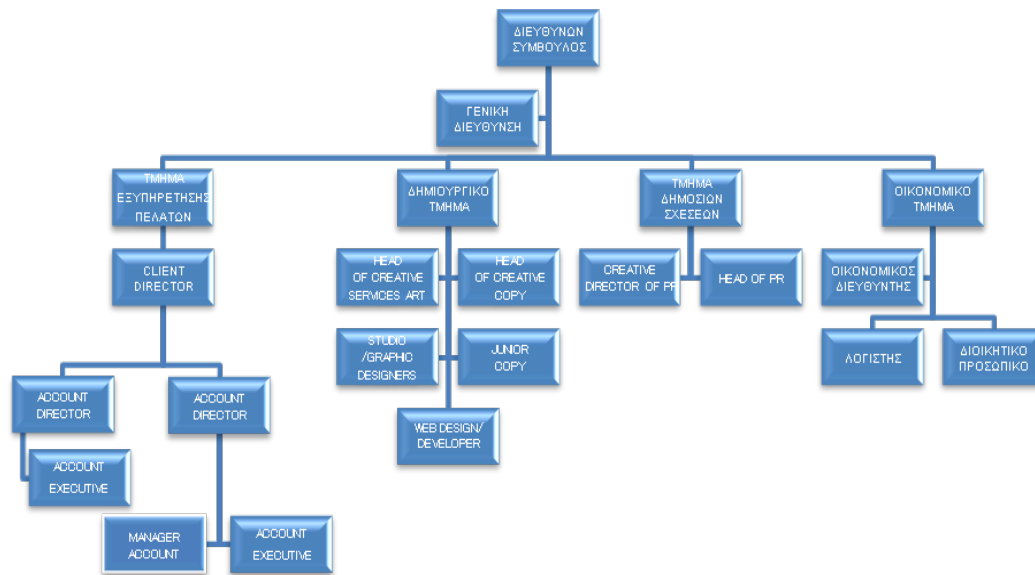 ΔΙΕΥΘΥΝΩΝ
ΣΥΜΒΟΥΛΟΣ
ΓΕΝΙΚΗ
ΔΙΕΥΘΥΝΣΗ
ΤΜΗΜΑ
ΕΞΥΠΗΡΕΤΗΣΗΣ
ΠΕΛΑΤΩΝ
ΔΗΜΙΟΥΡΓΙΚΟ
ΤΜΗΜΑ
ΤΜΗΜΑ
ΔΗΜΟΣΙΩΝ
ΣΧΕΣΕΩΝ
ΟΙΚΟΝΟΜΙΚΟ
ΤΜΗΜΑ
CLIENT
DIRECTOR
HEAD
OF CREATIVE
SERVICES ART
HEAD
OF CREATIVE
COPY
CREATIVE
DIRECTOR OF PR
HEAD OF PR
ΟΙΚΟΝΟΜΙΚΟΣ
ΔΙΕΥΘΥΝΤΗΣ
STUDIO
/GRAPHIC
DESIGNERS
JUNIOR
COPY
ΛΟΓΙΣΤΗΣ
ΔΙΟΙΚΗΤΙΚΟ
ΠΡΟΣΩΠΙΚΟ
ACCOUNT
DIRECTOR
ACCOUNT
DIRECTOR
WEB DESIGN/
DEVELOPER
ACCOUNT
EXECUTIVE
MANAGER
ACCOUNT
ACCOUNT
EXECUTIVE